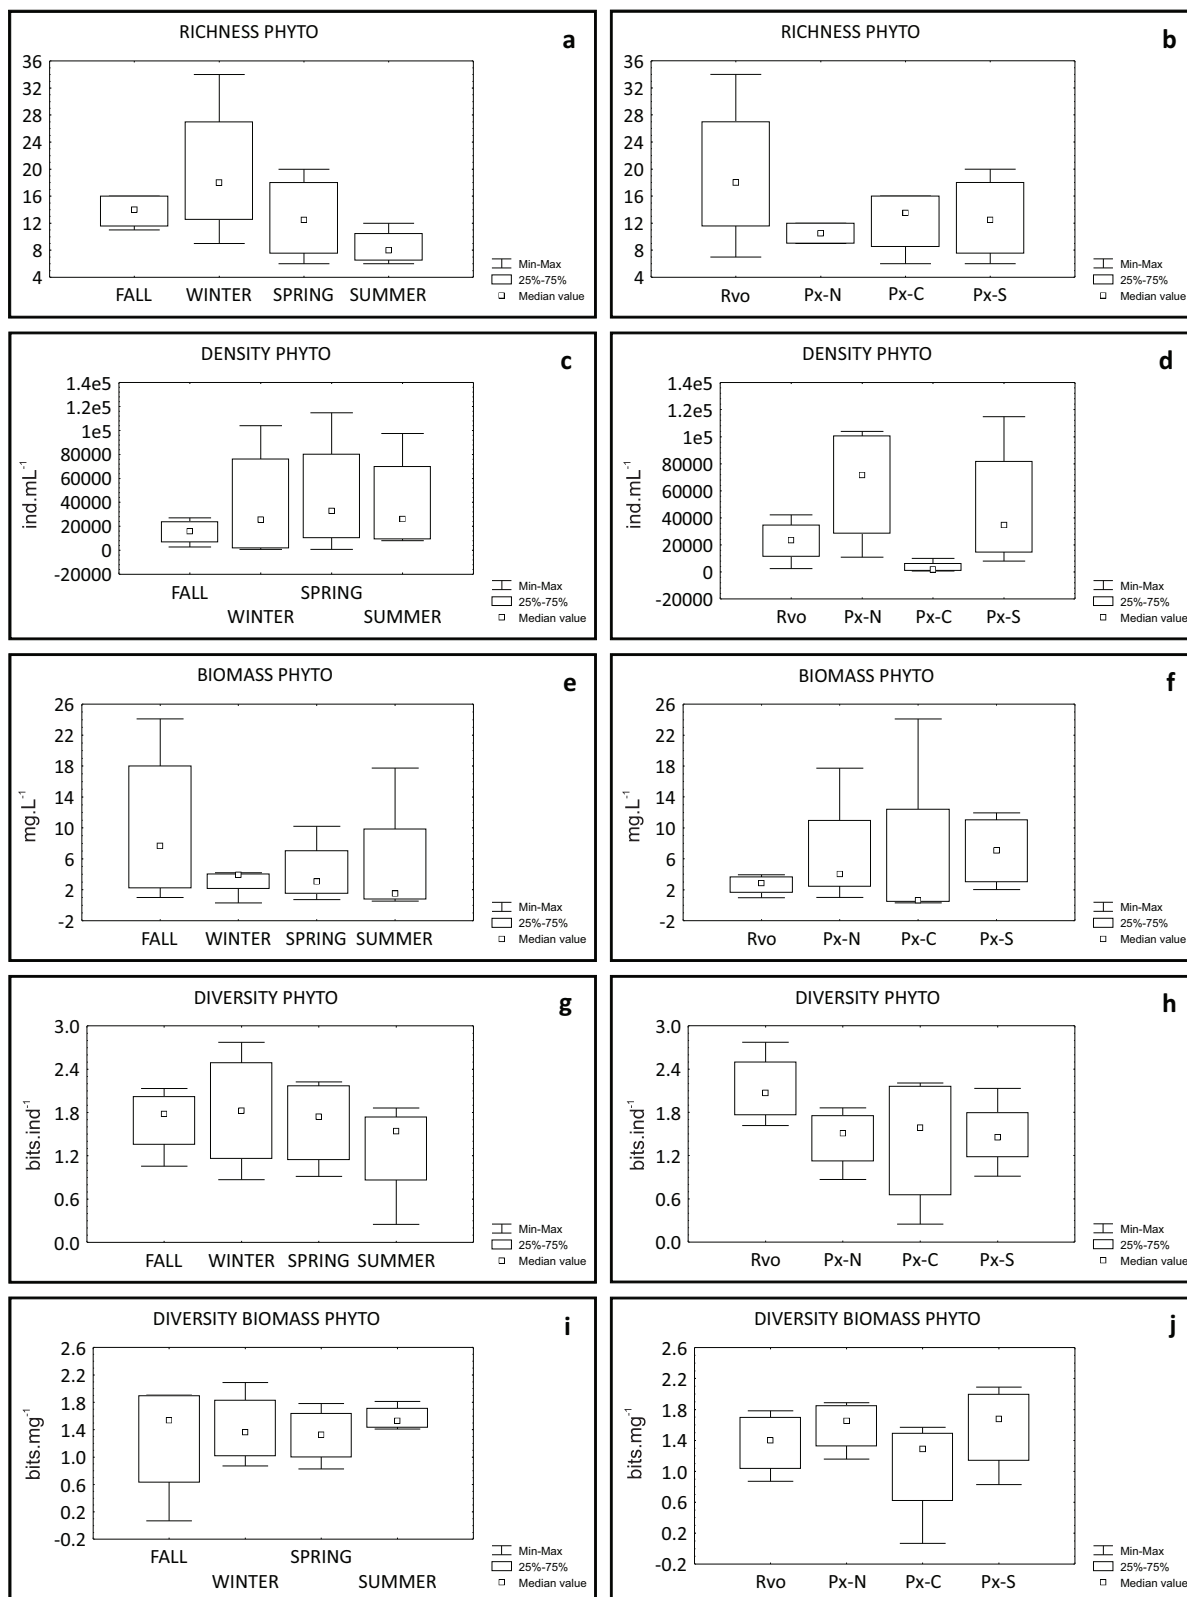 RICHNESS PHYTO a
36
32
28
24
20
16
12
8
4
FALL WINTER SPRING SUMMER
Min-Max
25%-75%
Median value
RICHNESS PHYTO b
36
32
28
24
20
16
12
8
4
Rvo Px-N Px-C Px-S
Min-Max
25%-75%
Median value
DENSITY PHYTO c
ind.mL⁻¹
1.4e5
1.2e5
1e5
80000
60000
40000
20000
0
-20000
FALL SPRING
WINTER SUMMER
Min-Max
25%-75%
Median value
DENSITY PHYTO d
ind.mL⁻¹
1.4e5
1.2e5
1e5
80000
60000
40000
20000
0
-20000
Rvo Px-N Px-C Px-S
Min-Max
25%-75%
Median value
BIOMASS PHYTO e
mg.L⁻¹
26
22
18
14
10
6
2
-2
FALL WINTER SPRING SUMMER
Min-Max
25%-75%
Median value
BIOMASS PHYTO f
mg.L⁻¹
26
22
18
14
10
6
2
-2
Rvo Px-N Px-C Px-S
Min-Max
25%-75%
Median value
DIVERSITY PHYTO g
bits.ind⁻¹
3.0
2.4
1.8
1.2
0.6
0.0
FALL WINTER SPRING SUMMER
Min-Max
25%-75%
Median value
DIVERSITY PHYTO h
bits.ind⁻¹
3.0
2.4
1.8
1.2
0.6
0.0
Rvo Px-N Px-C Px-S
Min-Max
25%-75%
Median value
DIVERSITY BIOMASS PHYTO i
bits.mg⁻¹
2.6
2.2
1.8
1.4
1.0
0.6
0.2
-0.2
FALL SPRING
WINTER SUMMER
Min-Max
25%-75%
Median value
DIVERSITY BIOMASS PHYTO j
bits.mg⁻¹
2.6
2.2
1.8
1.4
1.0
0.6
0.2
-0.2
Rvo Px-N Px-C Px-S
Min-Max
25%-75%
Median value